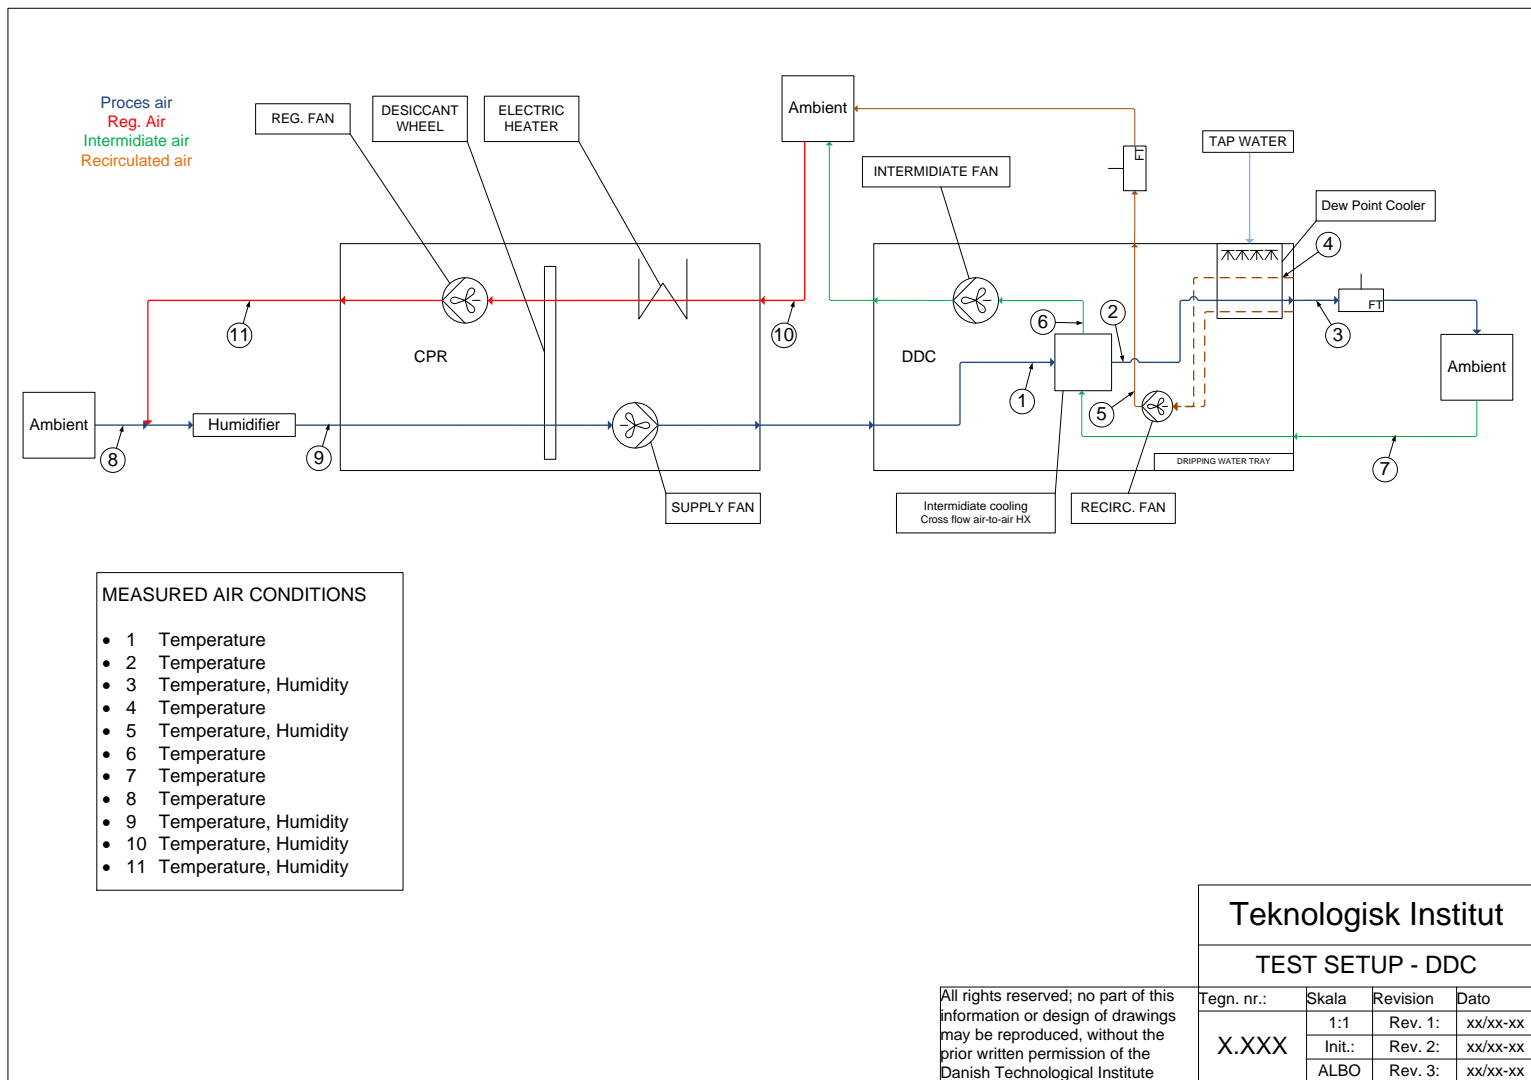 Proces air
Reg. Air
Intermidiate air
Recirculated air
REG. FAN
DESICCANT
WHEEL
ELECTRIC
HEATER
Ambient
INTERMIDIATE FAN
FT
TAP WATER
Dew Point Cooler
4
11
CPR
10
6
2
DDC
1
5
3
FT
Ambient
Ambient
8
Humidifier
9
7
DRIPPING WATER TRAY
SUPPLY FAN
Intermidiate cooling
Cross flow air-to-air HX
RECIRC. FAN
MEASURED AIR CONDITIONS
• 1 Temperature
• 2 Temperature
• 3 Temperature, Humidity
• 4 Temperature
• 5 Temperature, Humidity
• 6 Temperature
• 7 Temperature
• 8 Temperature
• 9 Temperature, Humidity
• 10 Temperature, Humidity
• 11 Temperature, Humidity
Teknologisk Institut
TEST SETUP - DDC
All rights reserved; no part of this
information or design of drawings
may be reproduced, without the
prior written permission of the
Danish Technological Institute
Tegn. nr.: Skala Revision Dato
X.XXX
1:1 Rev. 1: xx/xx-xx
Init.: Rev. 2: xx/xx-xx
ALBO Rev. 3: xx/xx-xx